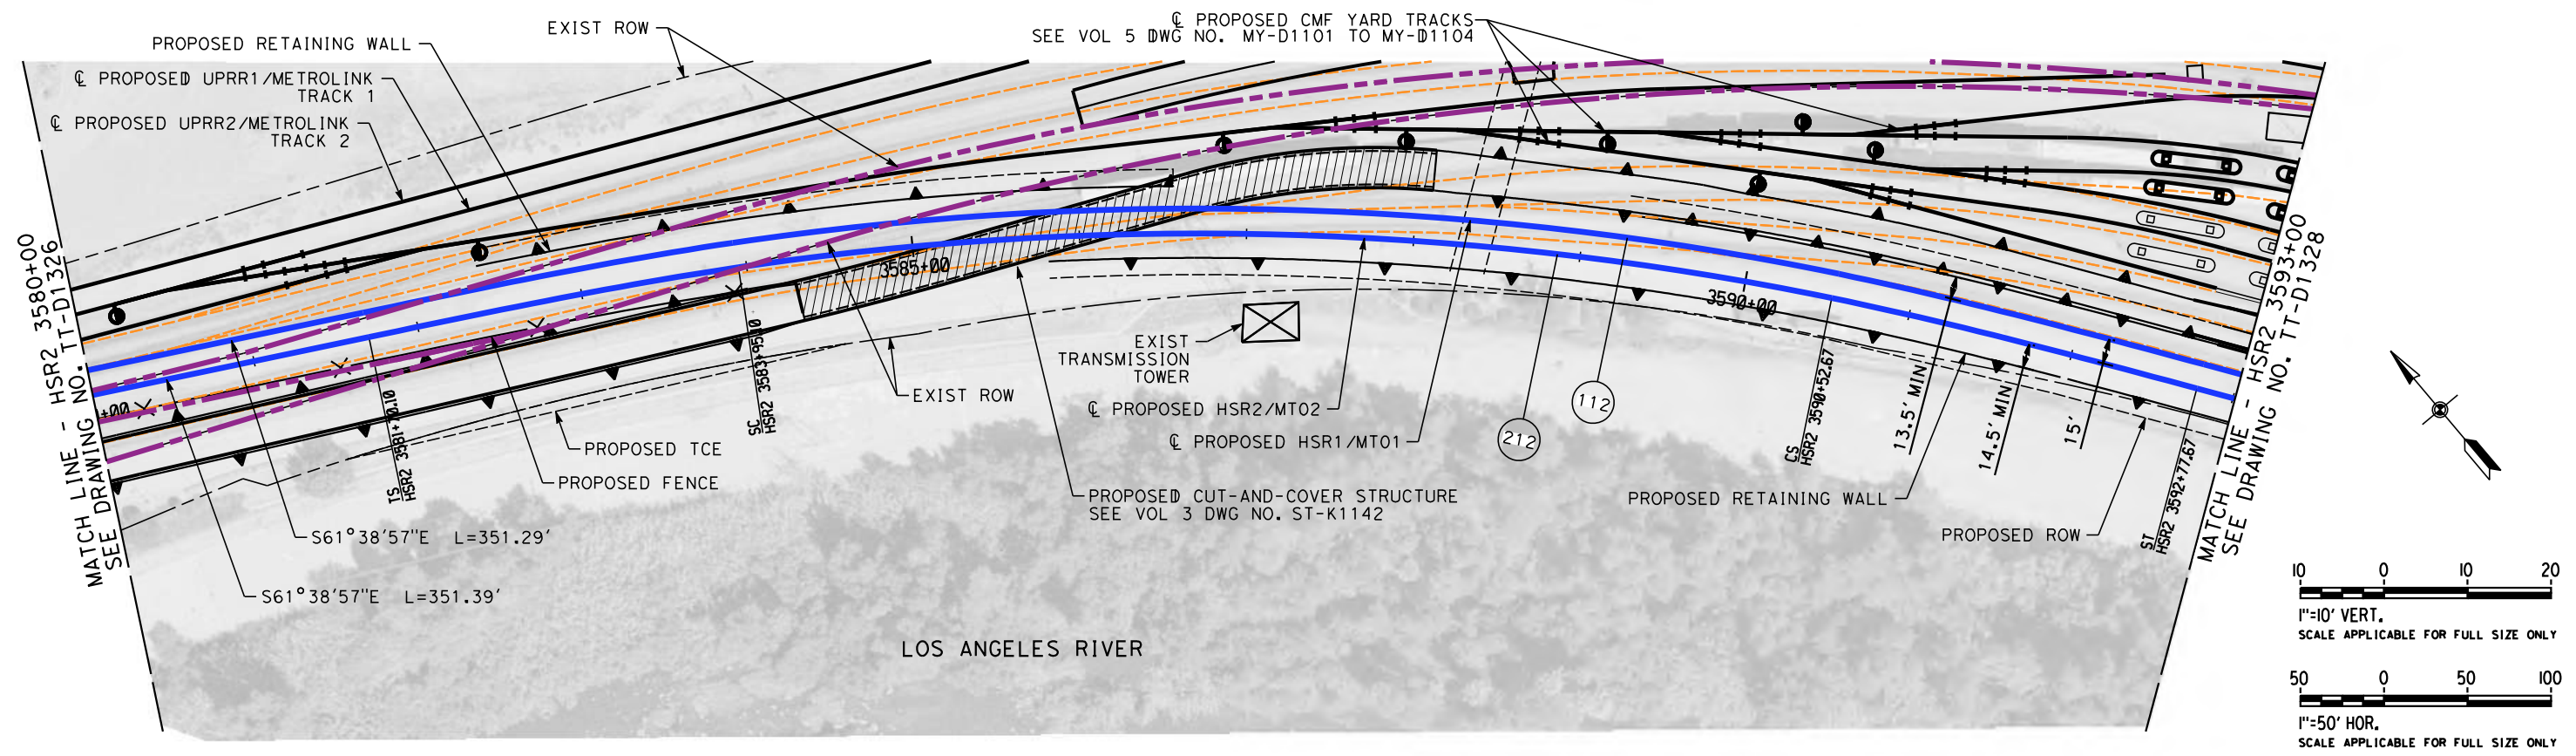 EXIST ROW
℄ PROPOSED CMF YARD TRACKS
SEE VOL 5 DWG NO. MY-D1101 TO MY-D1104
PROPOSED RETAINING WALL
℄ PROPOSED UPRR1/METROLINK
TRACK 1
℄ PROPOSED UPRR2/METROLINK
TRACK 2
MATCH LINE - HSR2 3580+00
SEE DRAWING NO. TT-D1326
+00
3585+00
3590+00
TS
SC
HSR2 3583+95.10
EXIST
TRANSMISSION
TOWER
EXIST ROW
℄ PROPOSED HSR2/MT02
℄ PROPOSED HSR1/MT01
212
112
CS
HSR2 3590+52.67
13.5' MIN
14.5' MIN
15'
PROPOSED TCE
PROPOSED FENCE
PROPOSED CUT-AND-COVER STRUCTURE
SEE VOL 3 DWG NO. ST-K1142
PROPOSED RETAINING WALL
PROPOSED ROW
ST
HSR2 3592+77.67
MATCH LINE - HSR2 3593+00
SEE DRAWING NO. TT-D1328
S61°38'57"E L=351.29'
S61°38'57"E L=351.39'
LOS ANGELES RIVER
10 0 10 20
1"=10' VERT.
SCALE APPLICABLE FOR FULL SIZE ONLY
50 0 50 100
1"=50' HOR.
SCALE APPLICABLE FOR FULL SIZE ONLY